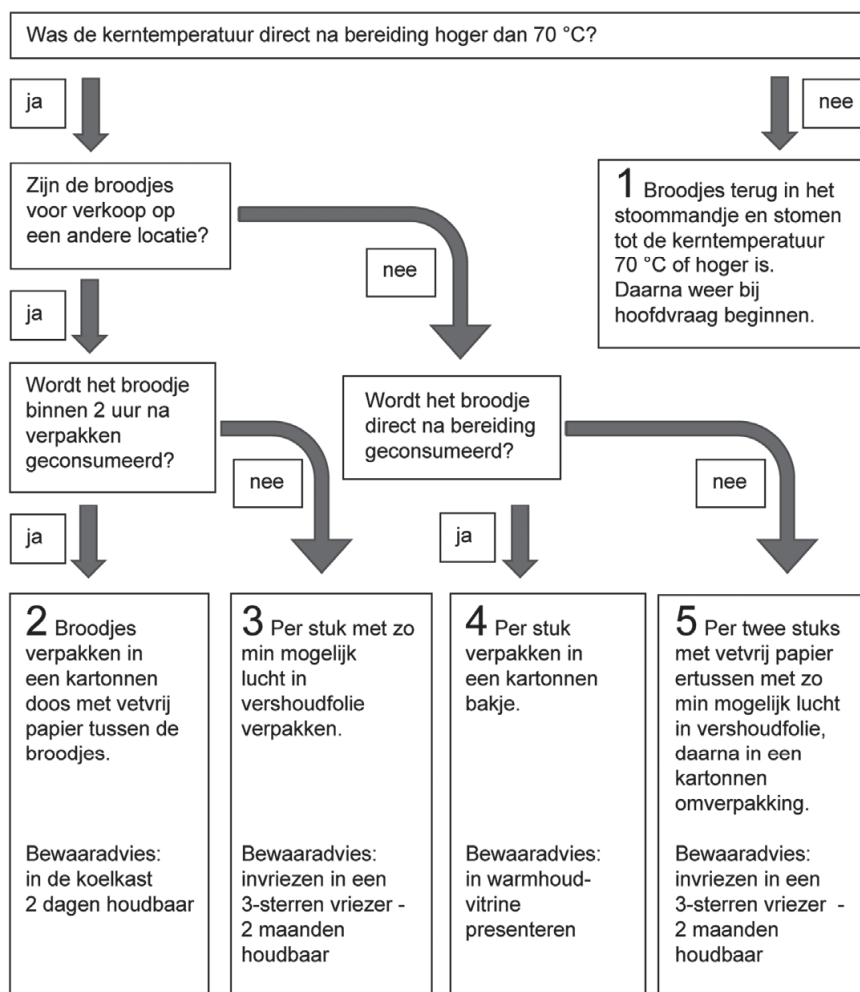 Was de kerntemperatuur direct na bereiding hoger dan 70 °C?
ja
nee
Zijn de broodjes
voor verkoop op
een andere locatie?
1 Broodjes terug in het
stoommandje en stomen
tot de kerntemperatuur
70 °C of hoger is.
Daarna weer bij
hoofdvraag beginnen.
ja
nee
Wordt het broodje
binnen 2 uur na
verpakken
geconsumeerd?
Wordt het broodje
direct na bereiding
geconsumeerd?
ja
nee
ja
nee
2 Broodjes
verpakken in
een kartonnen
doos met vetvrij
papier tussen de
broodjes.
Bewaaradvies:
in de koelkast
2 dagen houdbaar
3 Per stuk met zo
min mogelijk
lucht in
vershoudfolie
verpakken.
Bewaaradvies:
invriezen in een
3-sterren vriezer -
2 maanden
houdbaar
4 Per stuk
verpakken in
een kartonnen
bakje.
Bewaaradvies:
in warmhoud-
vitrine
presenteren
5 Per twee stuks
met vetvrij papier
ertussen met zo
min mogelijk lucht
in vershoudfolie,
daarna in een
kartonnen
omverpakking.
Bewaaradvies:
invriezen in een
3-sterren vriezer -
2 maanden
houdbaar